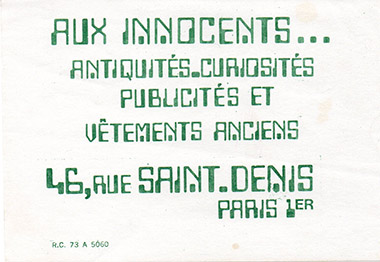 AUX INNOCENTS...
ANTIQUITÉS-CURIOSITÉS
PUBLICITÉS ET
VÊTEMENTS ANCIENS
46, RUE SAINT-DENIS
PARIS 1ER
R.C. 73 A 5060